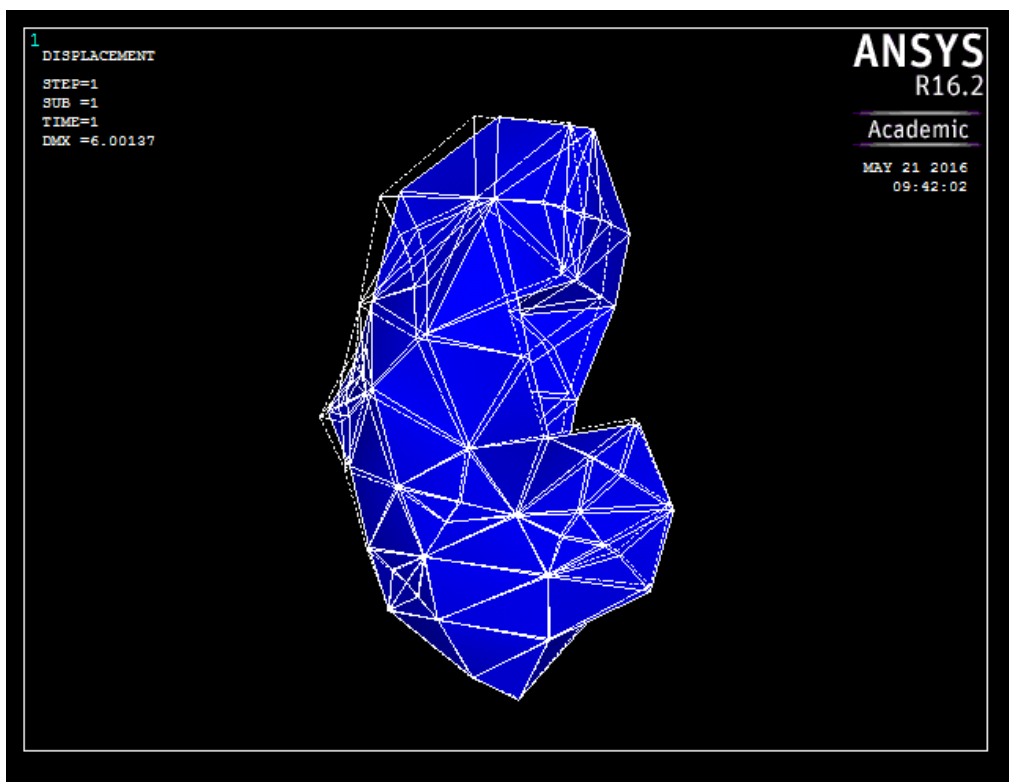 1
DISPLACEMENT
STEP=1
SUB =1
TIME=1
DMX =6.00137
ANSYS
R16.2
Academic
MAY 21 2016
09:42:02